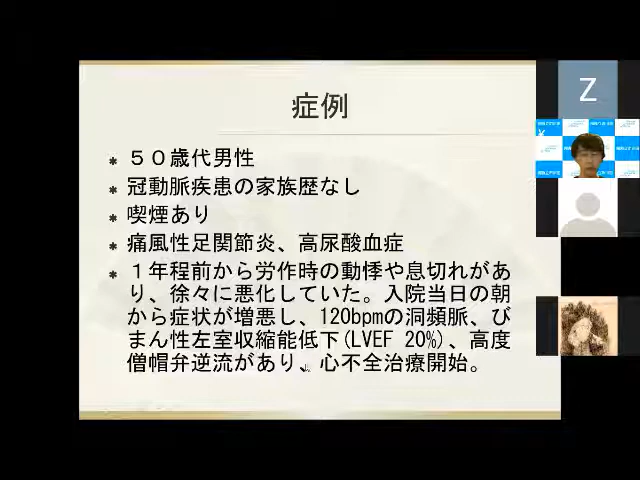 症例
* 50歳代男性
* 冠動脈疾患の家族歴なし
* 喫煙あり
* 痛風性足関節炎、高尿酸血症
* 1年程前から労作時の動悸や息切れがあ
り、徐々に悪化していた。入院当日の朝
から症状が増悪し、120bpmの洞頻脈、び
まん性左室収縮能低下(LVEF 20%)、高度
僧帽弁逆流があり、心不全治療開始。
Z